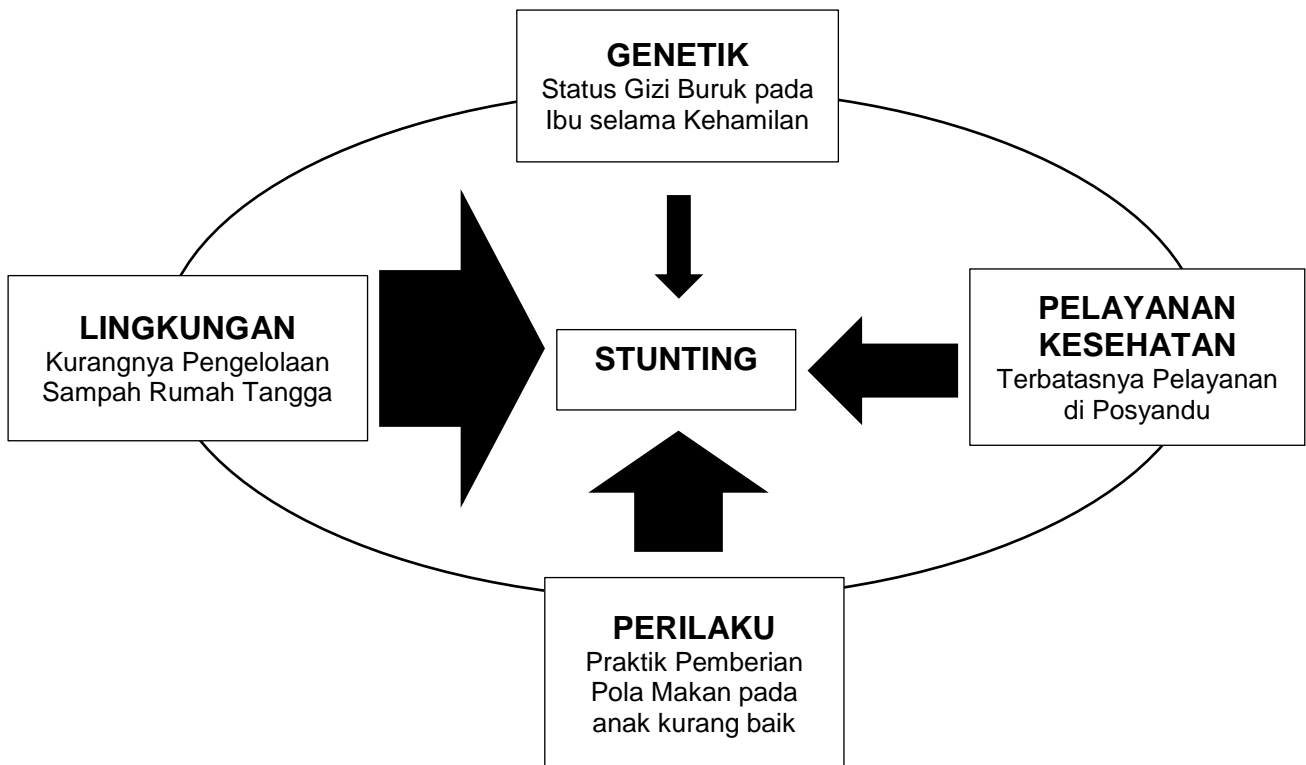 GENETIK
Status Gizi Buruk pada
Ibu selama Kehamilan
LINGKUNGAN
Kurangnya Pengelolaan
Sampah Rumah Tangga
STUNTING
PELAYANAN
KESEHATAN
Terbatasnya Pelayanan
di Posyandu
PERILAKU
Praktik Pemberian
Pola Makan pada
anak kurang baik